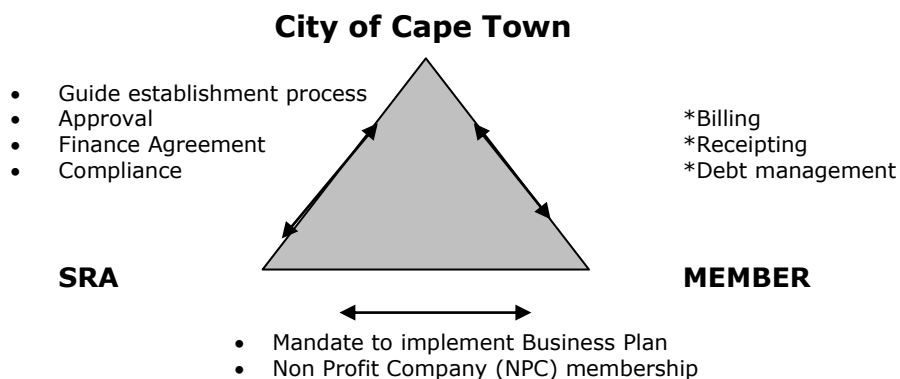 City of Cape Town
• Guide establishment process
• Approval
• Finance Agreement
• Compliance
*Billing
*Receipting
*Debt management
SRA
MEMBER
• Mandate to implement Business Plan
• Non Profit Company (NPC) membership